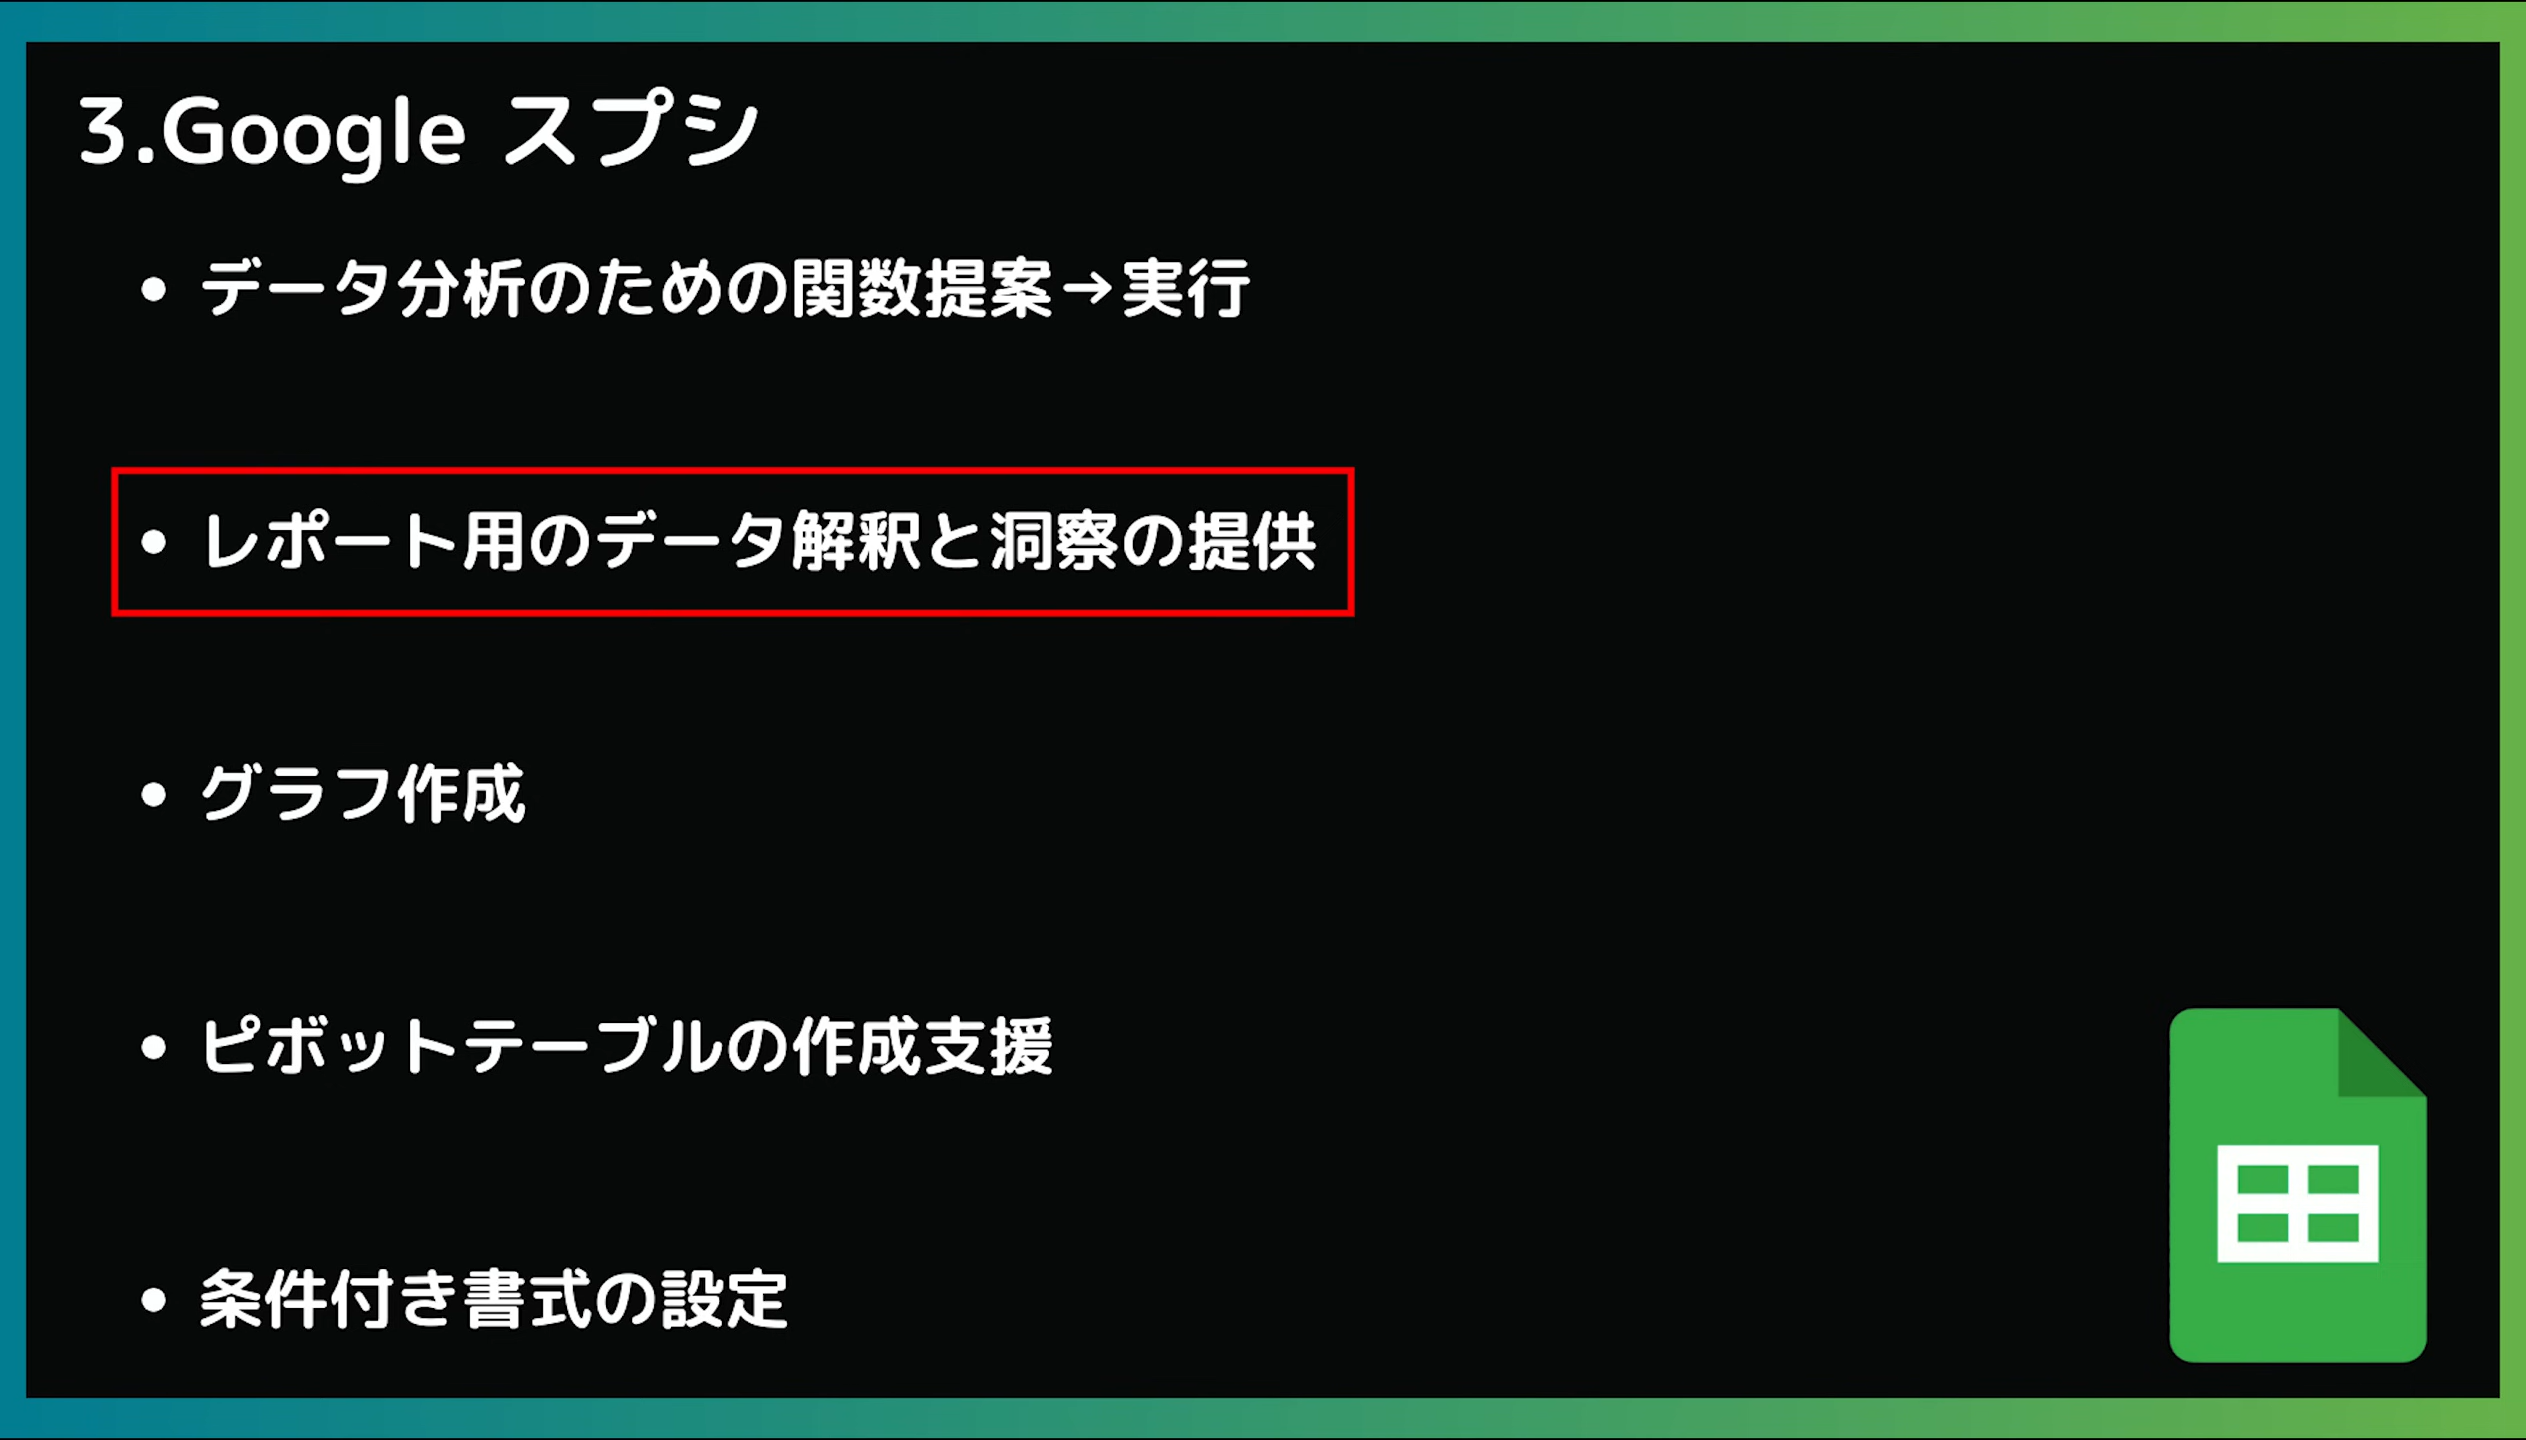 3.Google スプシ
• データ分析のための関数提案→実行
• レポート用のデータ解釈と洞察の提供
• グラフ作成
• ピボットテーブルの作成支援
• 条件付き書式の設定